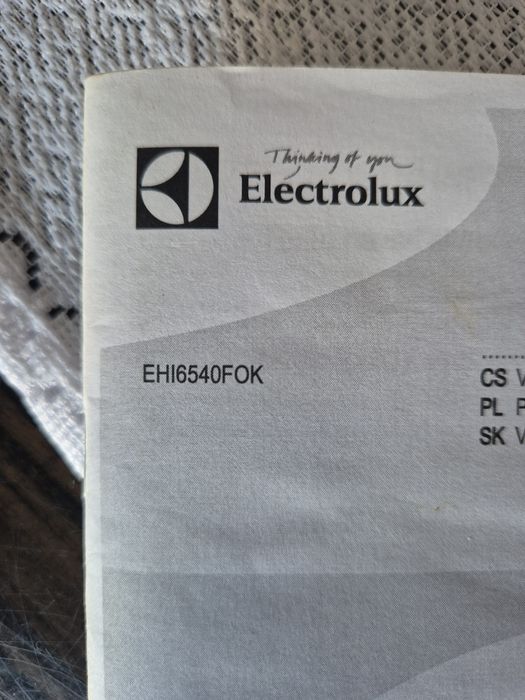 Thinking of you
Electrolux
EHI6540FOK
CS V
PL P
SK V